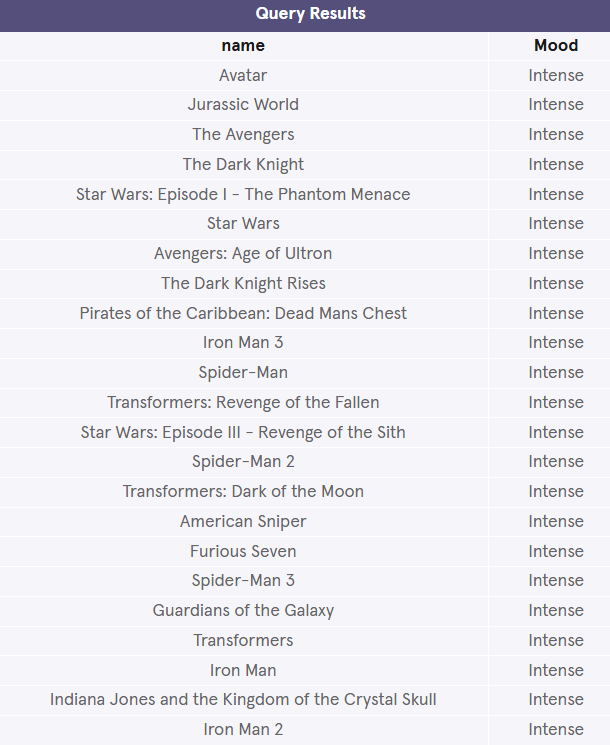 Query Results
name Mood
Avatar Intense
Jurassic World Intense
The Avengers Intense
The Dark Knight Intense
Star Wars: Episode I - The Phantom Menace Intense
Star Wars Intense
Avengers: Age of Ultron Intense
The Dark Knight Rises Intense
Pirates of the Caribbean: Dead Mans Chest Intense
Iron Man 3 Intense
Spider-Man Intense
Transformers: Revenge of the Fallen Intense
Star Wars: Episode III - Revenge of the Sith Intense
Spider-Man 2 Intense
Transformers: Dark of the Moon Intense
American Sniper Intense
Furious Seven Intense
Spider-Man 3 Intense
Guardians of the Galaxy Intense
Transformers Intense
Iron Man Intense
Indiana Jones and the Kingdom of the Crystal Skull Intense
Iron Man 2 Intense